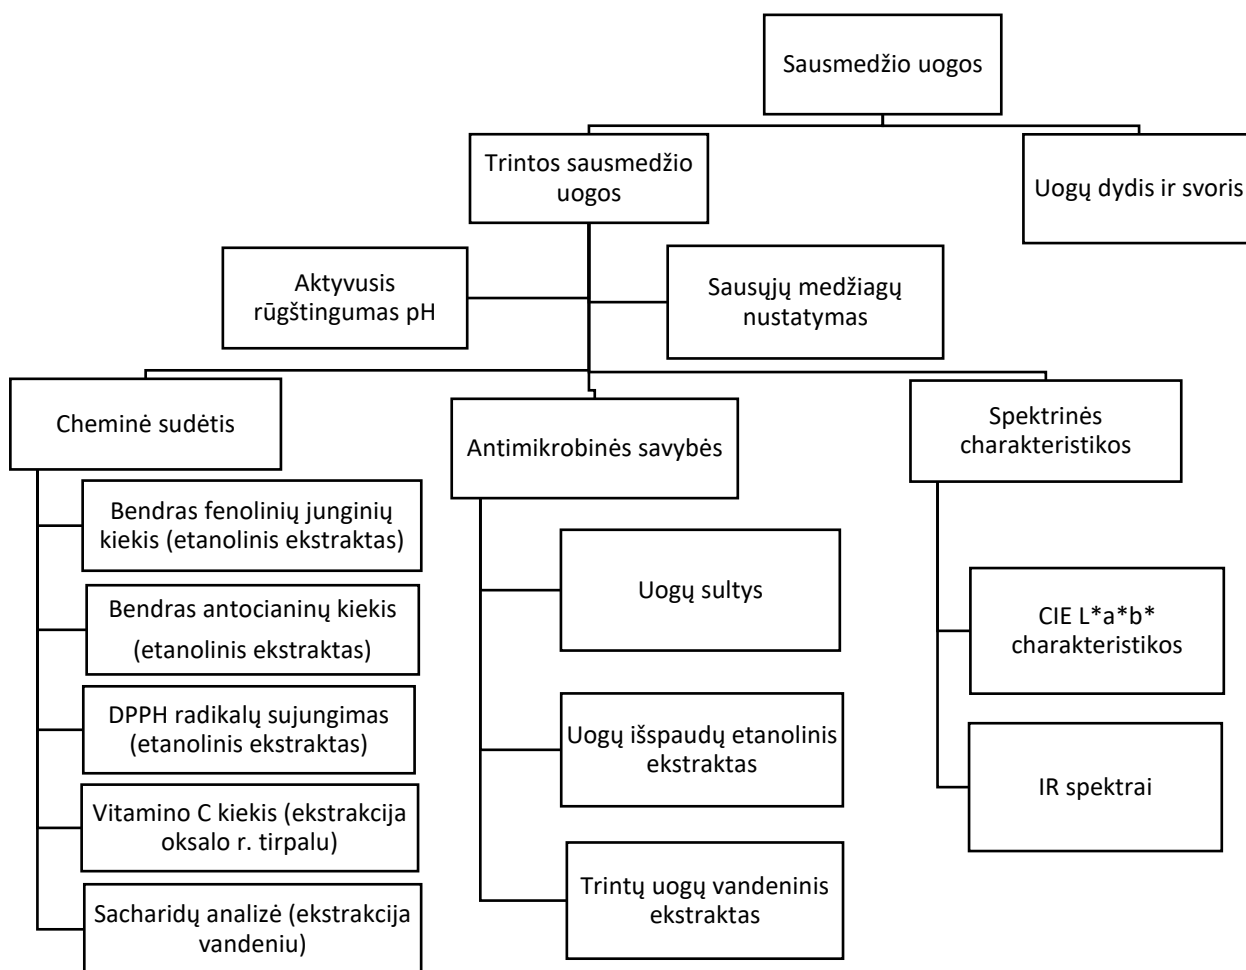 Sausmedžio uogos
Trintos sausmedžio
uogos
Uogų dydis ir svoris
Aktyvusis
rūgštingumas pH
Sausųjų medžiagų
nustatymas
Cheminė sudėtis
Bendras fenolinių junginių
kiekis (etanolinis ekstraktas)
Bendras antocianinų kiekis
(etanolinis ekstraktas)
DPPH radikalų sujungimas
(etanolinis ekstraktas)
Vitamino C kiekis (ekstrakcija
oksalo r. tirpalu)
Sacharidų analizė (ekstrakcija
vandeniu)
Antimikrobinės savybės
Uogų sultys
Uogų išspaudų etanolinis
ekstraktas
Trintų uogų vandeninis
ekstraktas
Spektrinės
charakteristikos
CIE L*a*b*
charakteristikos
IR spektrai